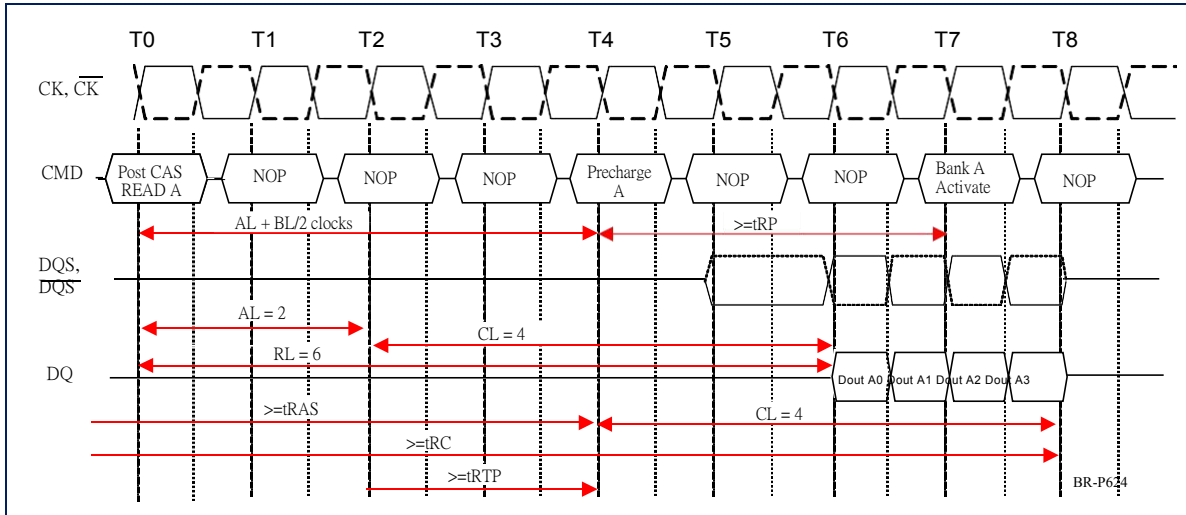 T0 T1 T2 T3 T4 T5 T6 T7 T8
CK, CK
CMD
Post CAS
READ A
NOP
NOP
NOP
Precharge
A
NOP
NOP
Bank A
Activate
NOP
AL + BL/2 clocks
>=tRP
DQS,
DQS
AL = 2
CL = 4
RL = 6
DQ
Dout A0 Dout A1 Dout A2 Dout A3
>=tRAS
CL = 4
>=tRC
>=tRTP
BR-P624